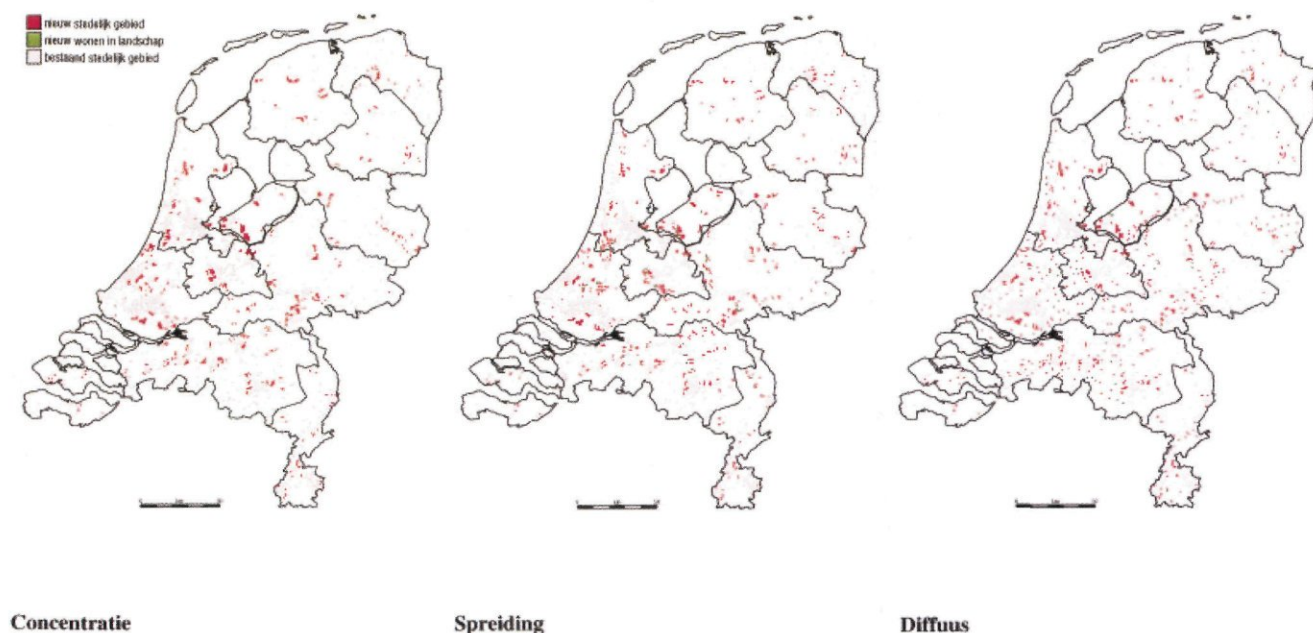 nieuw stedelijk gebied
nieuw wonen in landschap
bestaand stedelijk gebied
Concentratie
Spreiding
Diffuus